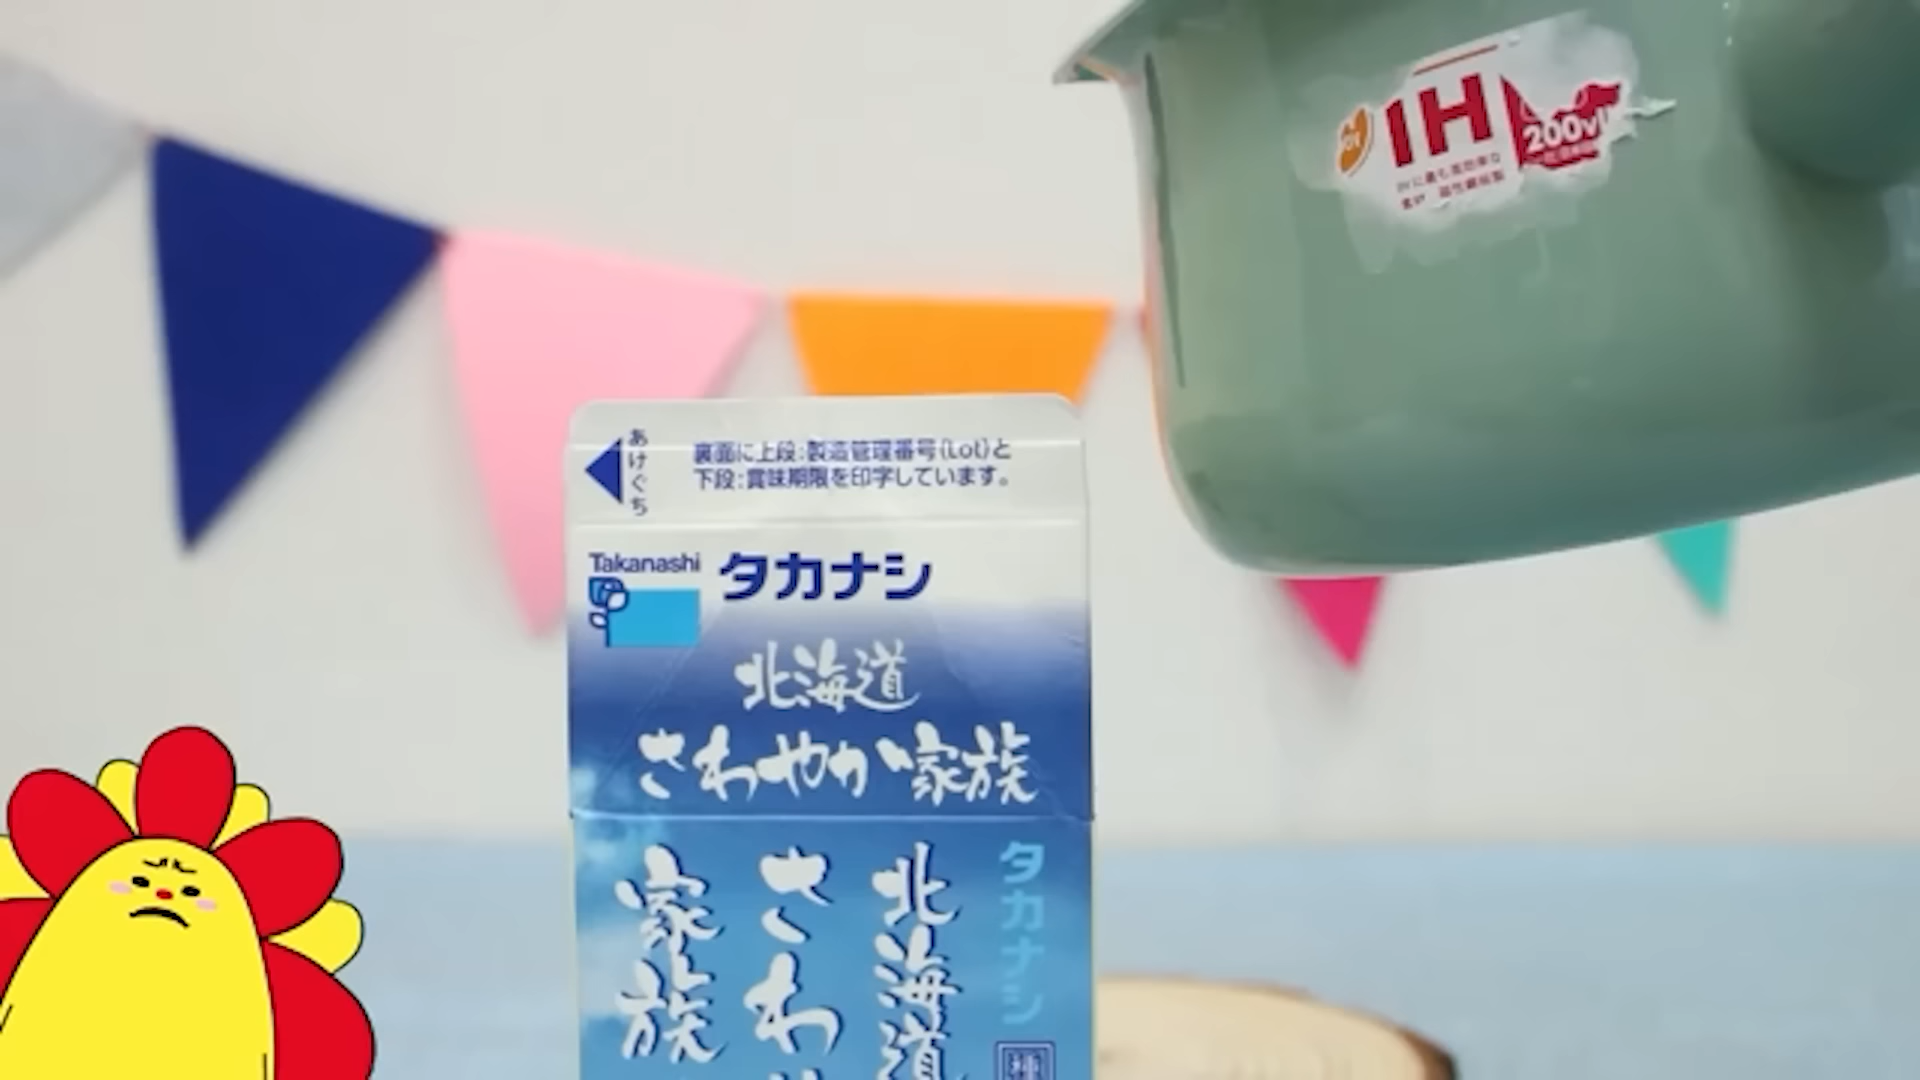 IH
200v
あけぐち
裏面に上段:製造管理番号(Lot)と
下段:賞味期限を印字しています。
Takanashi
タカナシ
北海道
さわやか家族
タカナシ
北海道
さわ
家族